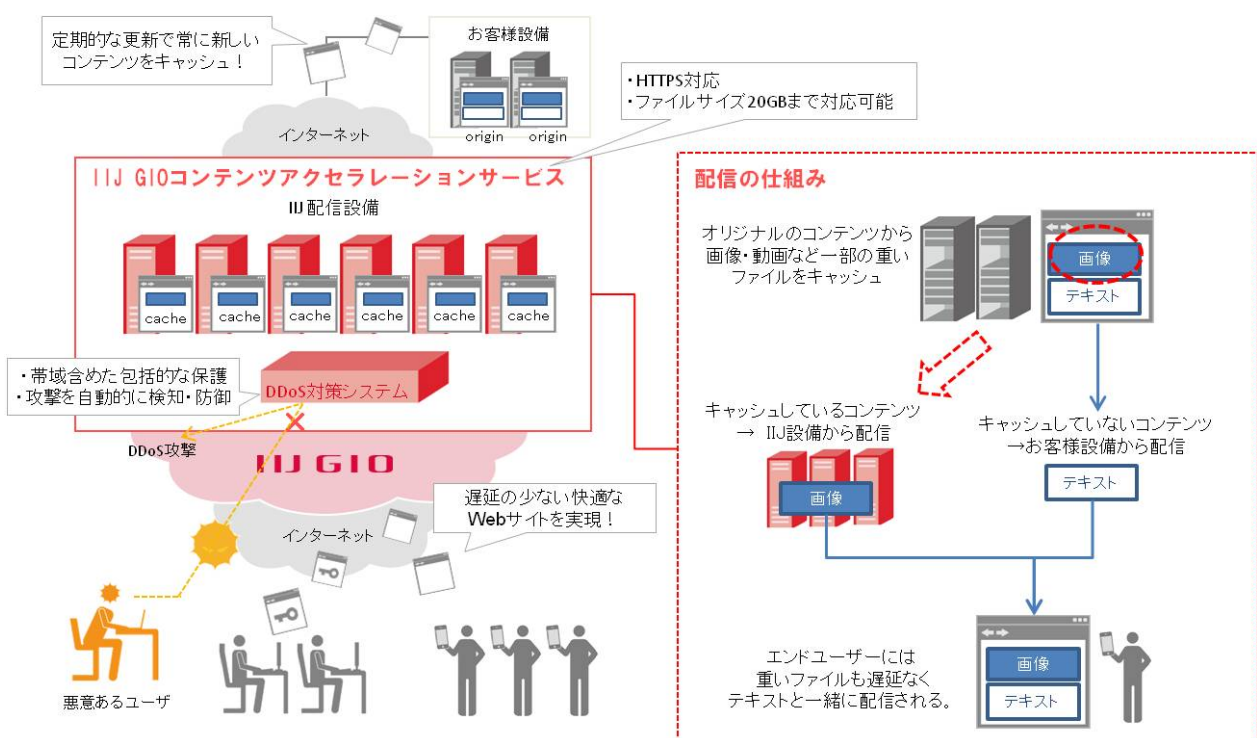 定期的な更新で常に新しい
コンテンツをキャッシュ！
お客様設備
origin
origin
・HTTPS対応
・ファイルサイズ20GBまで対応可能
インターネット
IIJ GIOコンテンツアクセラレーションサービス
IIJ配信設備
cache
cache
cache
cache
cache
cache
・帯域含めた包括的な保護
・攻撃を自動的に検知・防御
DDoS対策システム
DDoS攻撃
IIJ GIO
遅延の少ない快適な
Webサイトを実現！
インターネット
悪意あるユーザ
配信の仕組み
オリジナルのコンテンツから
画像・動画など一部の重い
ファイルをキャッシュ
画像
テキスト
キャッシュしているコンテンツ
→ IIJ設備から配信
画像
キャッシュしていないコンテンツ
→お客様設備から配信
テキスト
エンドユーザーには
重いファイルも遅延なく
テキストと一緒に配信される。
画像
テキスト